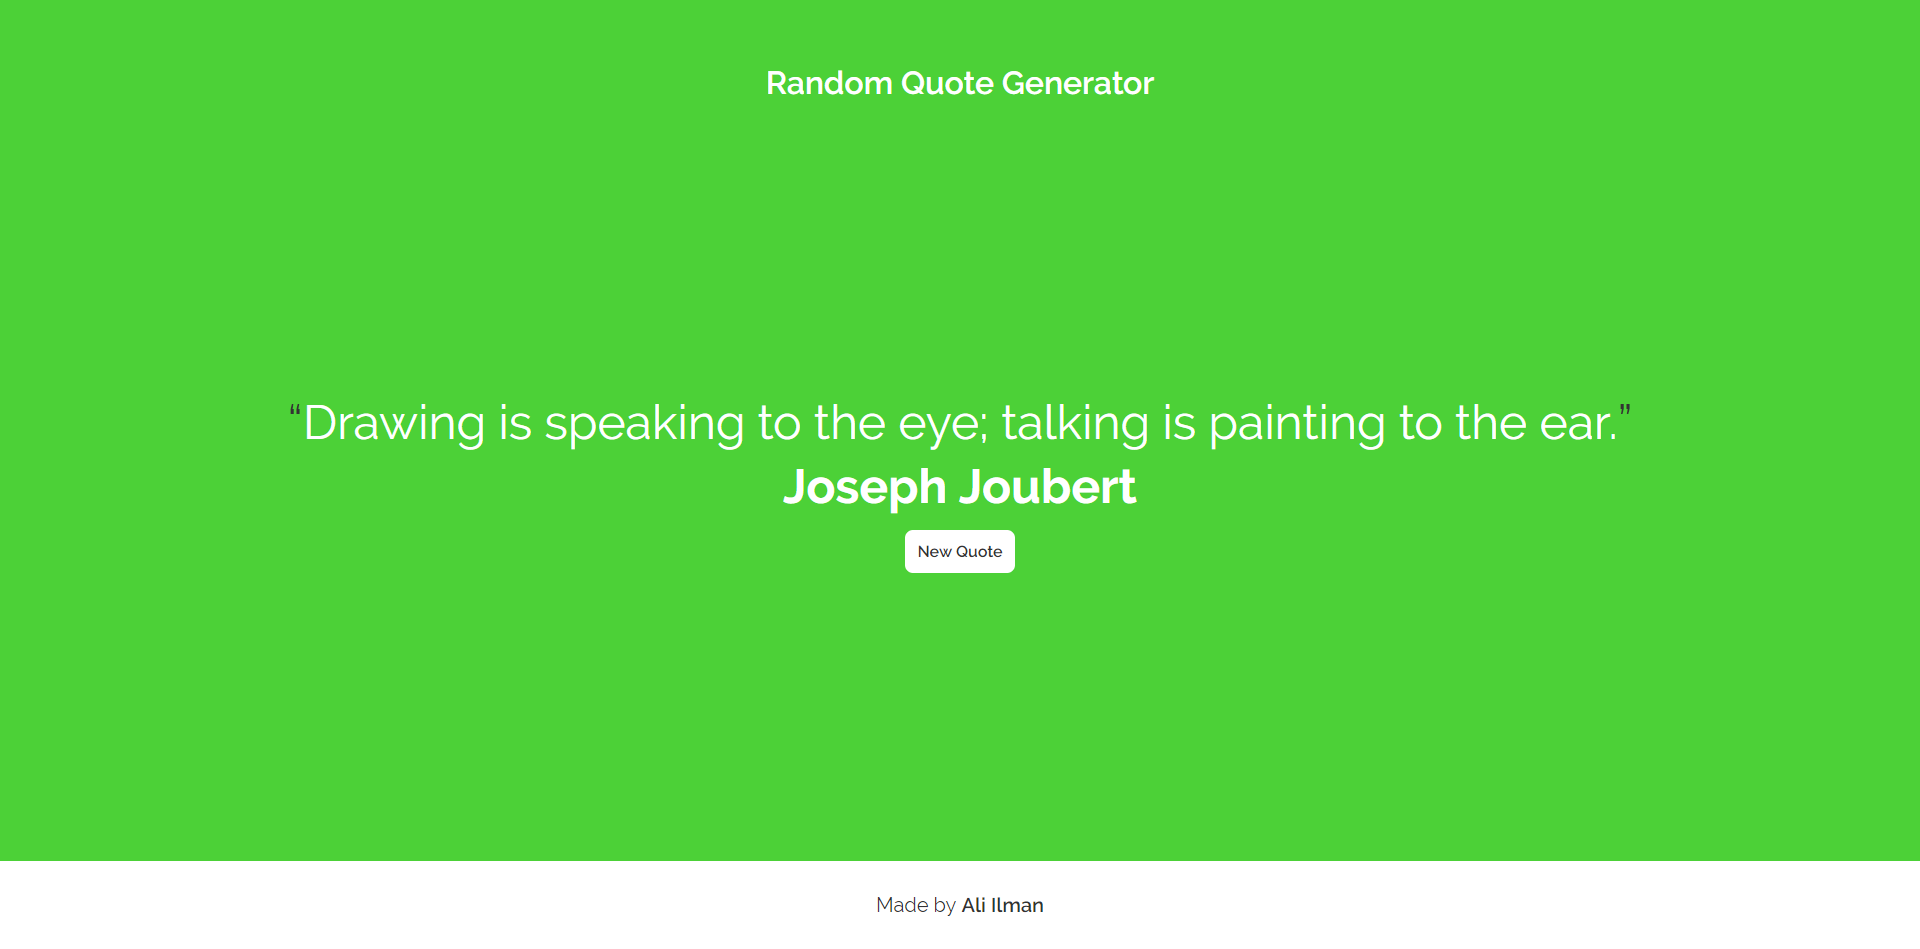 Random Quote Generator
“Drawing is speaking to the eye; talking is painting to the ear.”
Joseph Joubert
New Quote
Made by Ali Ilman